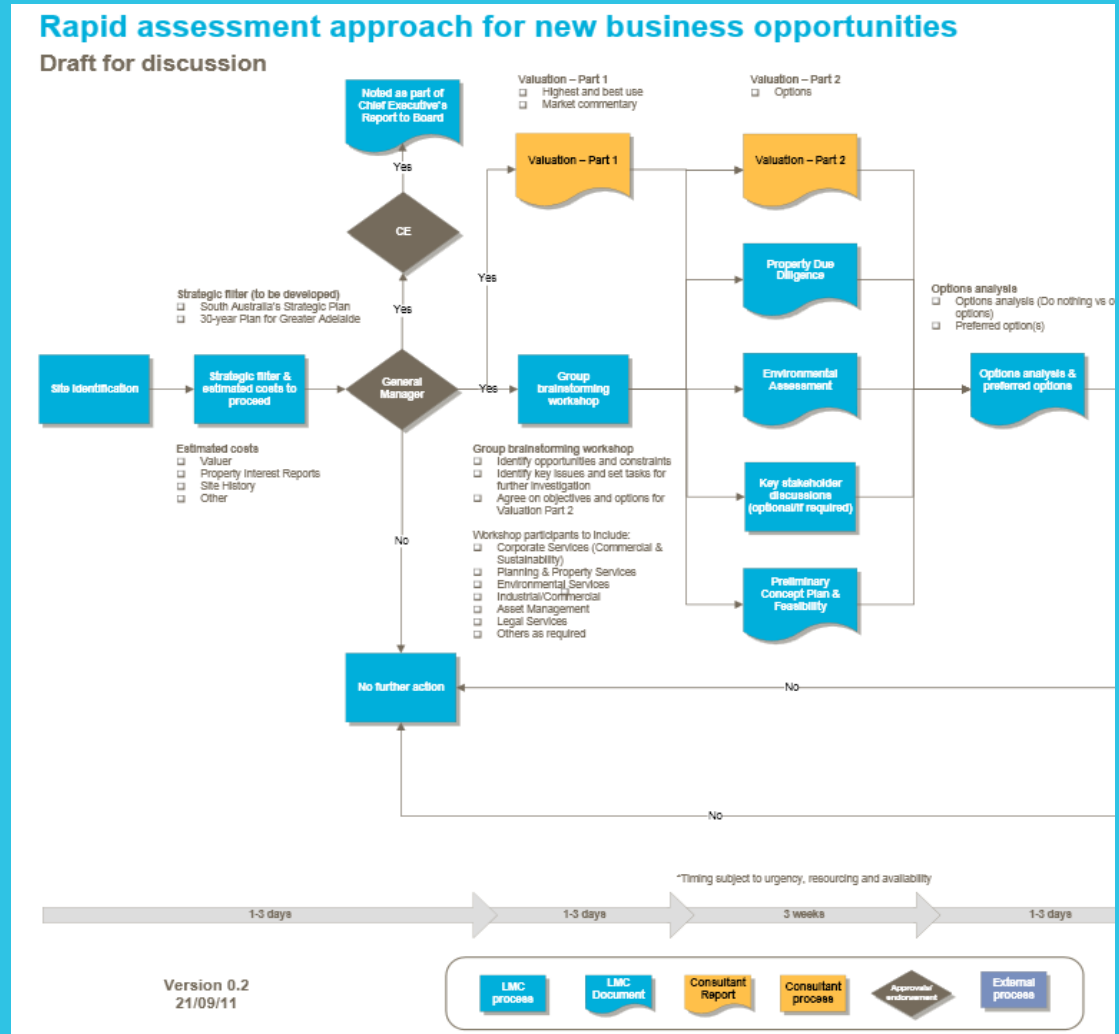 Rapid assessment approach for new business opportunities
Draft for discussion
Noted as part of
Chief Executive's
Report to Board
Valuation – Part 1
❑ Highest and best use
❑ Market commentary
Valuation – Part 2
❑ Options
Yes
Valuation – Part 1
Valuation – Part 2
CE
Yes
Yes
Property Due
Diligence
Strategic filter (to be developed)
❑ South Australia's Strategic Plan
❑ 30-year Plan for Greater Adelaide
Options analysis
❑ Options analysis (Do nothing vs o
options)
❑ Preferred option(s)
Site Identification
Strategic filter &
estimated costs to
proceed
General
Manager
Yes
Group
brainstorming
workshop
Environmental
Assessment
Options analysis &
preferred options
Estimated costs
❑ Valuer
❑ Property Interest Reports
❑ Site History
❑ Other
Group brainstorming workshop
❑ Identify opportunities and constraints
❑ Identify key issues and set tasks for
further investigation
❑ Agree on objectives and options for
Valuation Part 2
Key stakeholder
discussions
(optional/if required)
No
Workshop participants to include:
❑ Corporate Services (Commercial &
Sustainability)
❑ Planning & Property Services
❑ Environmental Services
❑ Industrial/Commercial
❑ Asset Management
❑ Legal Services
❑ Others as required
Preliminary
Concept Plan &
Feasibility
No further action
No
No
*Timing subject to urgency, resourcing and availability
1-3 days
1-3 days
3 weeks
1-3 days
Version 0.2
21/09/11
LMC
process
LMC
Document
Consultant
Report
Consultant
process
Approvals/
endorsement
External
process